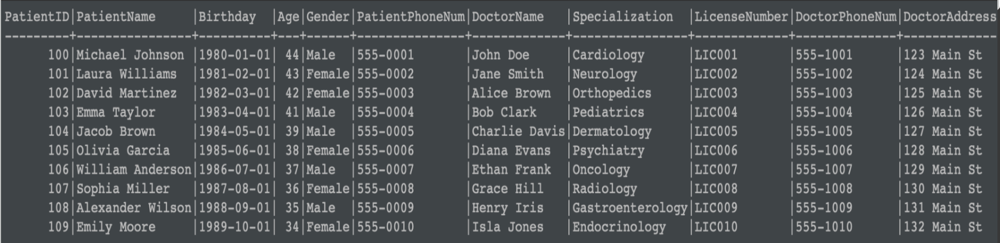 PatientID|PatientName     |Birthday  |Age|Gender|PatientPhoneNum|DoctorName   |Specialization  |LicenseNumber|DoctorPhoneNum|DoctorAddress
---------+----------------+----------+---+------+---------------+-------------+----------------+-------------+--------------+-------------
      100|Michael Johnson |1980-01-01| 44|Male  |555-0001       |John Doe     |Cardiology      |LIC001       |555-1001      |123 Main St
      101|Laura Williams  |1981-02-01| 43|Female|555-0002       |Jane Smith   |Neurology       |LIC002       |555-1002      |124 Main St
      102|David Martinez  |1982-03-01| 42|Female|555-0003       |Alice Brown  |Orthopedics     |LIC003       |555-1003      |125 Main St
      103|Emma Taylor     |1983-04-01| 41|Male  |555-0004       |Bob Clark    |Pediatrics      |LIC004       |555-1004      |126 Main St
      104|Jacob Brown     |1984-05-01| 39|Male  |555-0005       |Charlie Davis|Dermatology     |LIC005       |555-1005      |127 Main St
      105|Olivia Garcia   |1985-06-01| 38|Female|555-0006       |Diana Evans  |Psychiatry      |LIC006       |555-1006      |128 Main St
      106|William Anderson|1986-07-01| 37|Male  |555-0007       |Ethan Frank  |Oncology        |LIC007       |555-1007      |129 Main St
      107|Sophia Miller   |1987-08-01| 36|Female|555-0008       |Grace Hill   |Radiology       |LIC008       |555-1008      |130 Main St
      108|Alexander Wilson|1988-09-01| 35|Male  |555-0009       |Henry Iris   |Gastroenterology|LIC009       |555-1009      |131 Main St
      109|Emily Moore     |1989-10-01| 34|Female|555-0010       |Isla Jones   |Endocrinology   |LIC010       |555-1010      |132 Main St